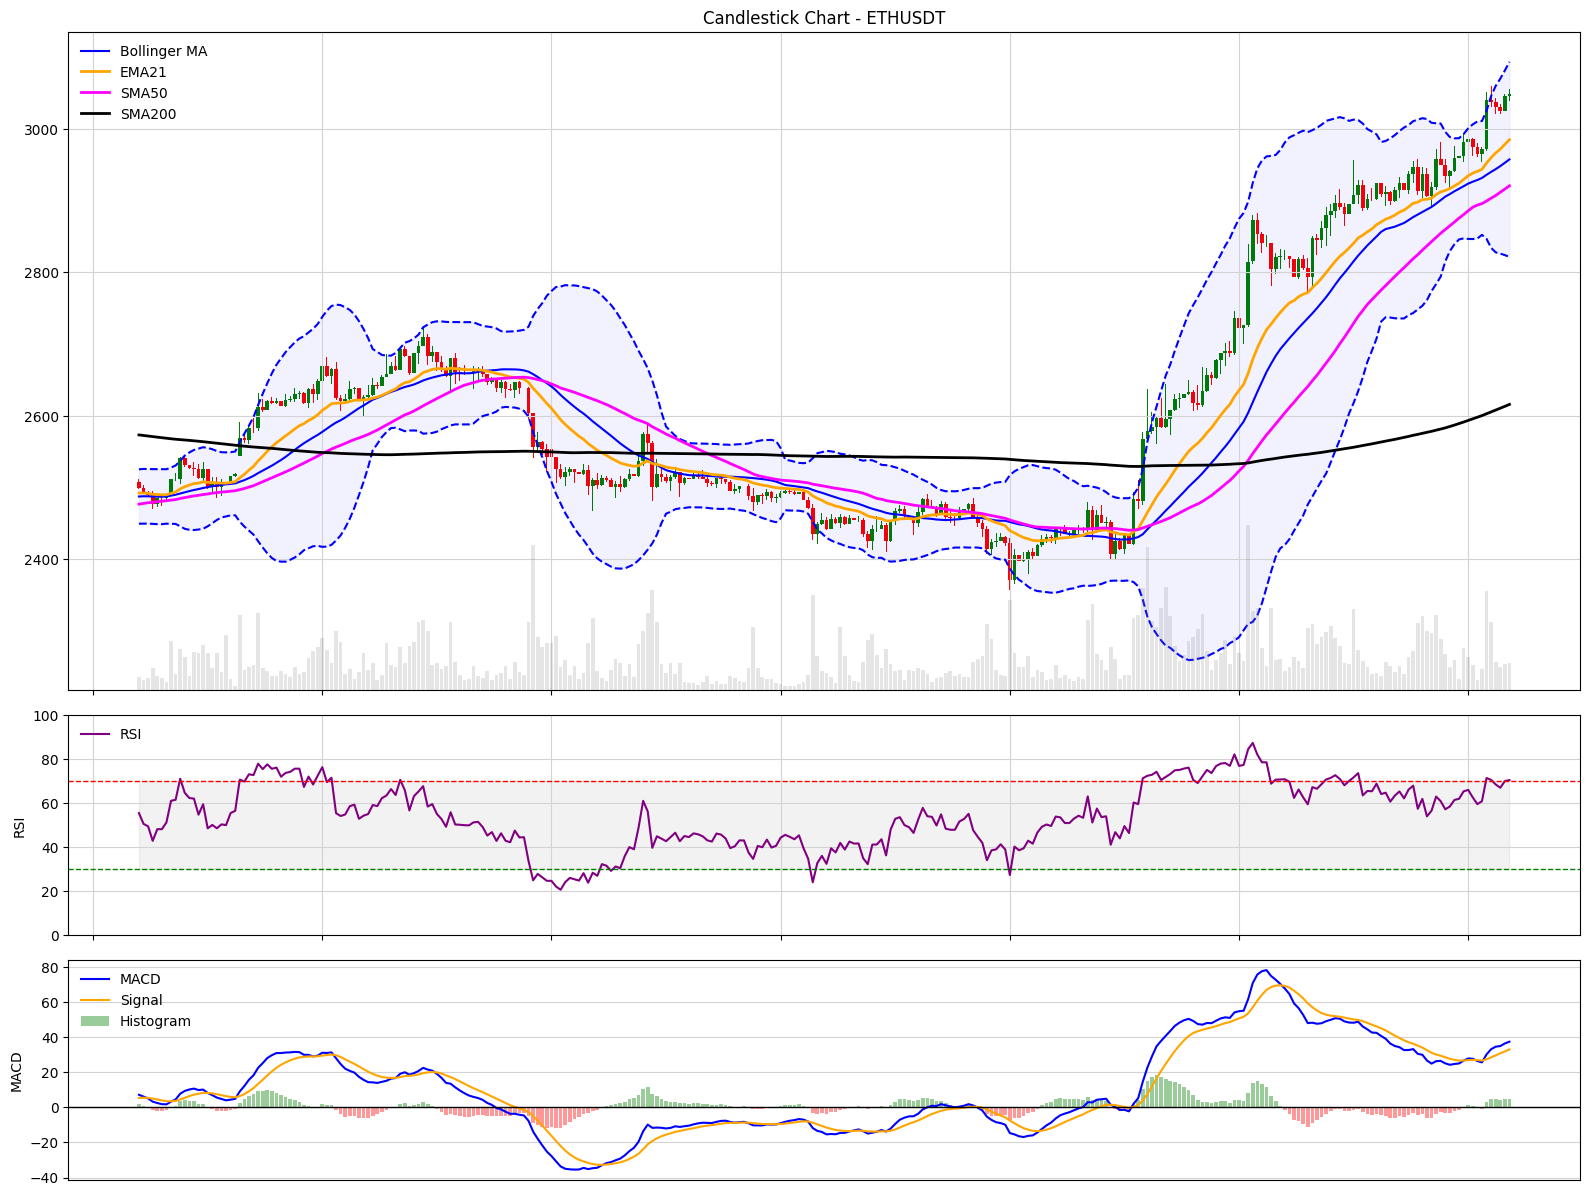 Candlestick Chart - ETHUSDT
Bollinger MA
EMA21
SMA50
SMA200
3000
2800
2600
2400
RSI
100
80
60
40
20
0
RSI
MACD
Signal
Histogram
80
60
40
20
0
−20
−40
MACD